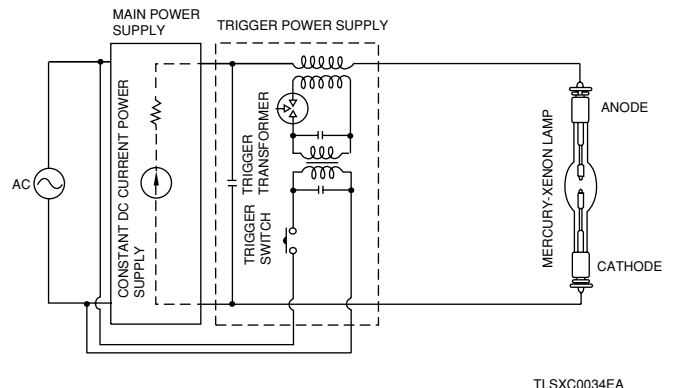 MAIN POWER
SUPPLY
TRIGGER POWER SUPPLY
AC
CONSTANT DC CURRENT POWER
SUPPLY
TRIGGER
TRANSFORMER
TRIGGER
SWITCH
MERCURY-XENON LAMP
ANODE
CATHODE
TLSXC0034EA